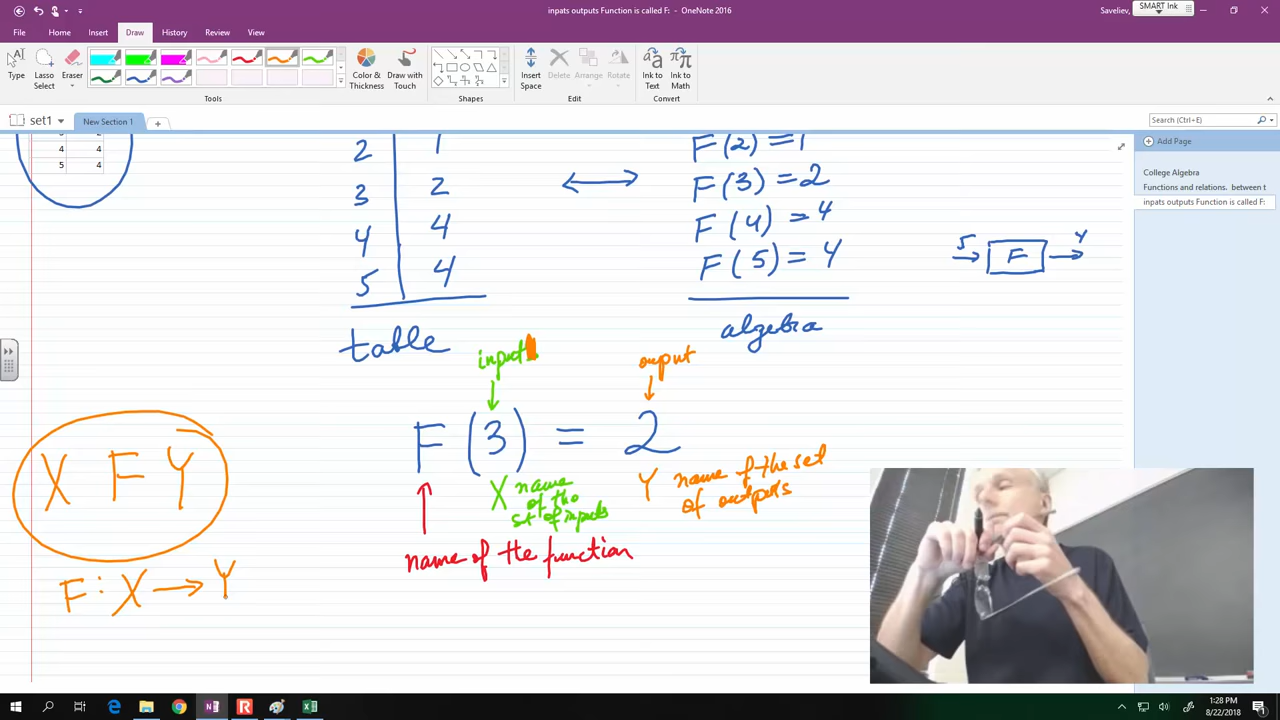 inpats outputs Function is called F: - OneNote 2016
Saveliev,
SMART Ink
File Home Insert Draw History Review View
Type
Lasso Select
Eraser
Color & Thickness
Draw with Touch
Insert Space
Delete
Arrange
Rotate
Ink to Text
Ink to Math
Tools
Shapes
Edit
Convert
set1
New Section 1
Search (Ctrl+E)
Add Page
College Algebra
Functions and relations. between t
inpats outputs Function is called F:
4 4
5 4
2 1
3 2
4 4
5 4
table
F(2)=1
F(3)=2
F(4)=4
F(5)=4
algebra
5 F Y
input
ouput
F(3) = 2
X name of the set of inputs
Y name of the set of outputs
name of the function
X F Y
F: X → Y
1:28 PM
8/22/2018